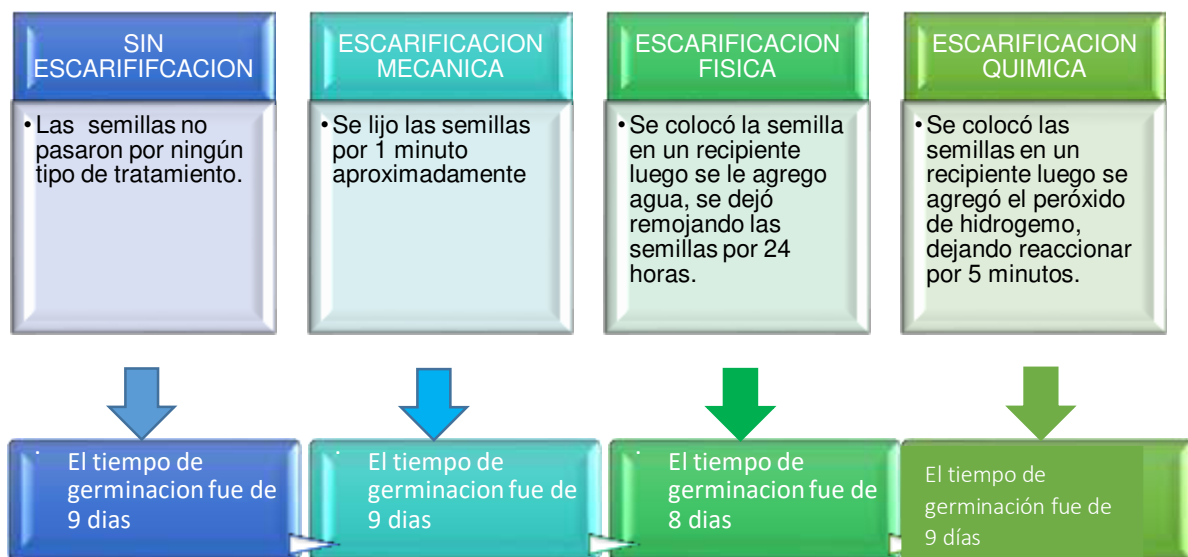 SIN
ESCARIFIFCACION
• Las semillas no
pasaron por ningún
tipo de tratamiento.
El tiempo de
germinacion fue de
9 dias
ESCARIFICACION
MECANICA
• Se lijo las semillas
por 1 minuto
aproximadamente
El tiempo de
germinacion fue de
9 dias
ESCARIFICACION
FISICA
• Se colocó la semilla
en un recipiente
luego se le agrego
agua, se dejó
remojando las
semillas por 24
horas.
El tiempo de
germinacion fue de
8 dias
ESCARIFICACION
QUIMICA
• Se colocó las
semillas en un
recipiente luego se
agregó el peróxido
de hidrogemo,
dejando reaccionar
por 5 minutos.
El tiempo de
germinación fue de
9 días